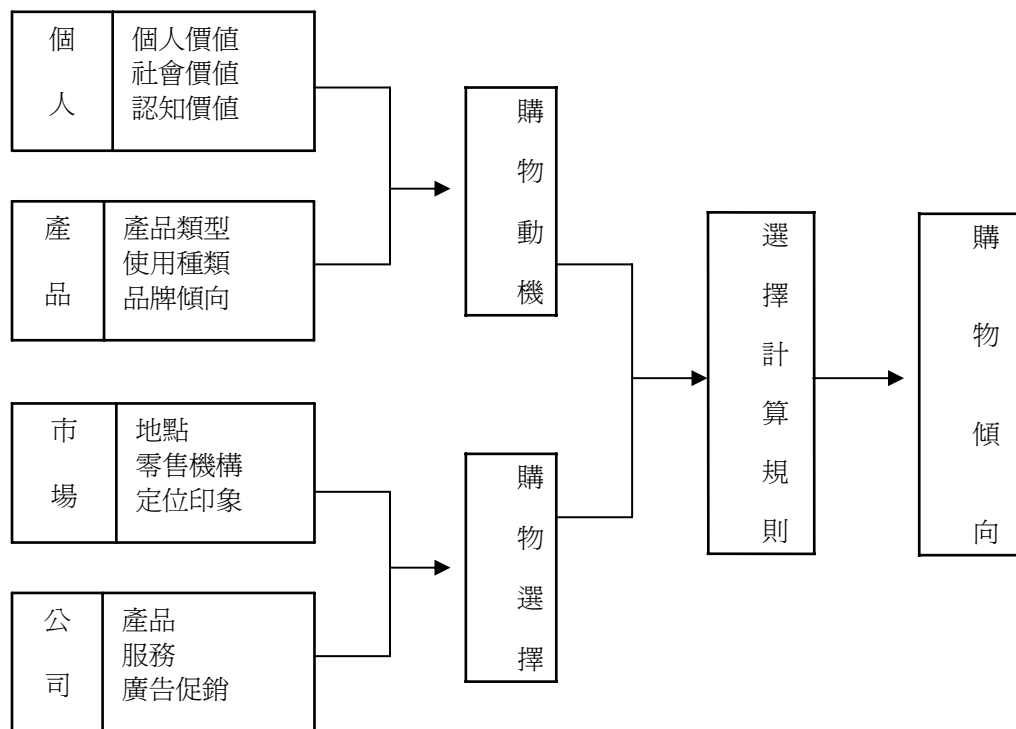 個人
個人價值
社會價值
認知價值
產品
產品類型
使用種類
品牌傾向
市場
地點
零售機構
定位印象
公司
產品
服務
廣告促銷
購物動機
購物選擇
選擇計算規則
購物傾向